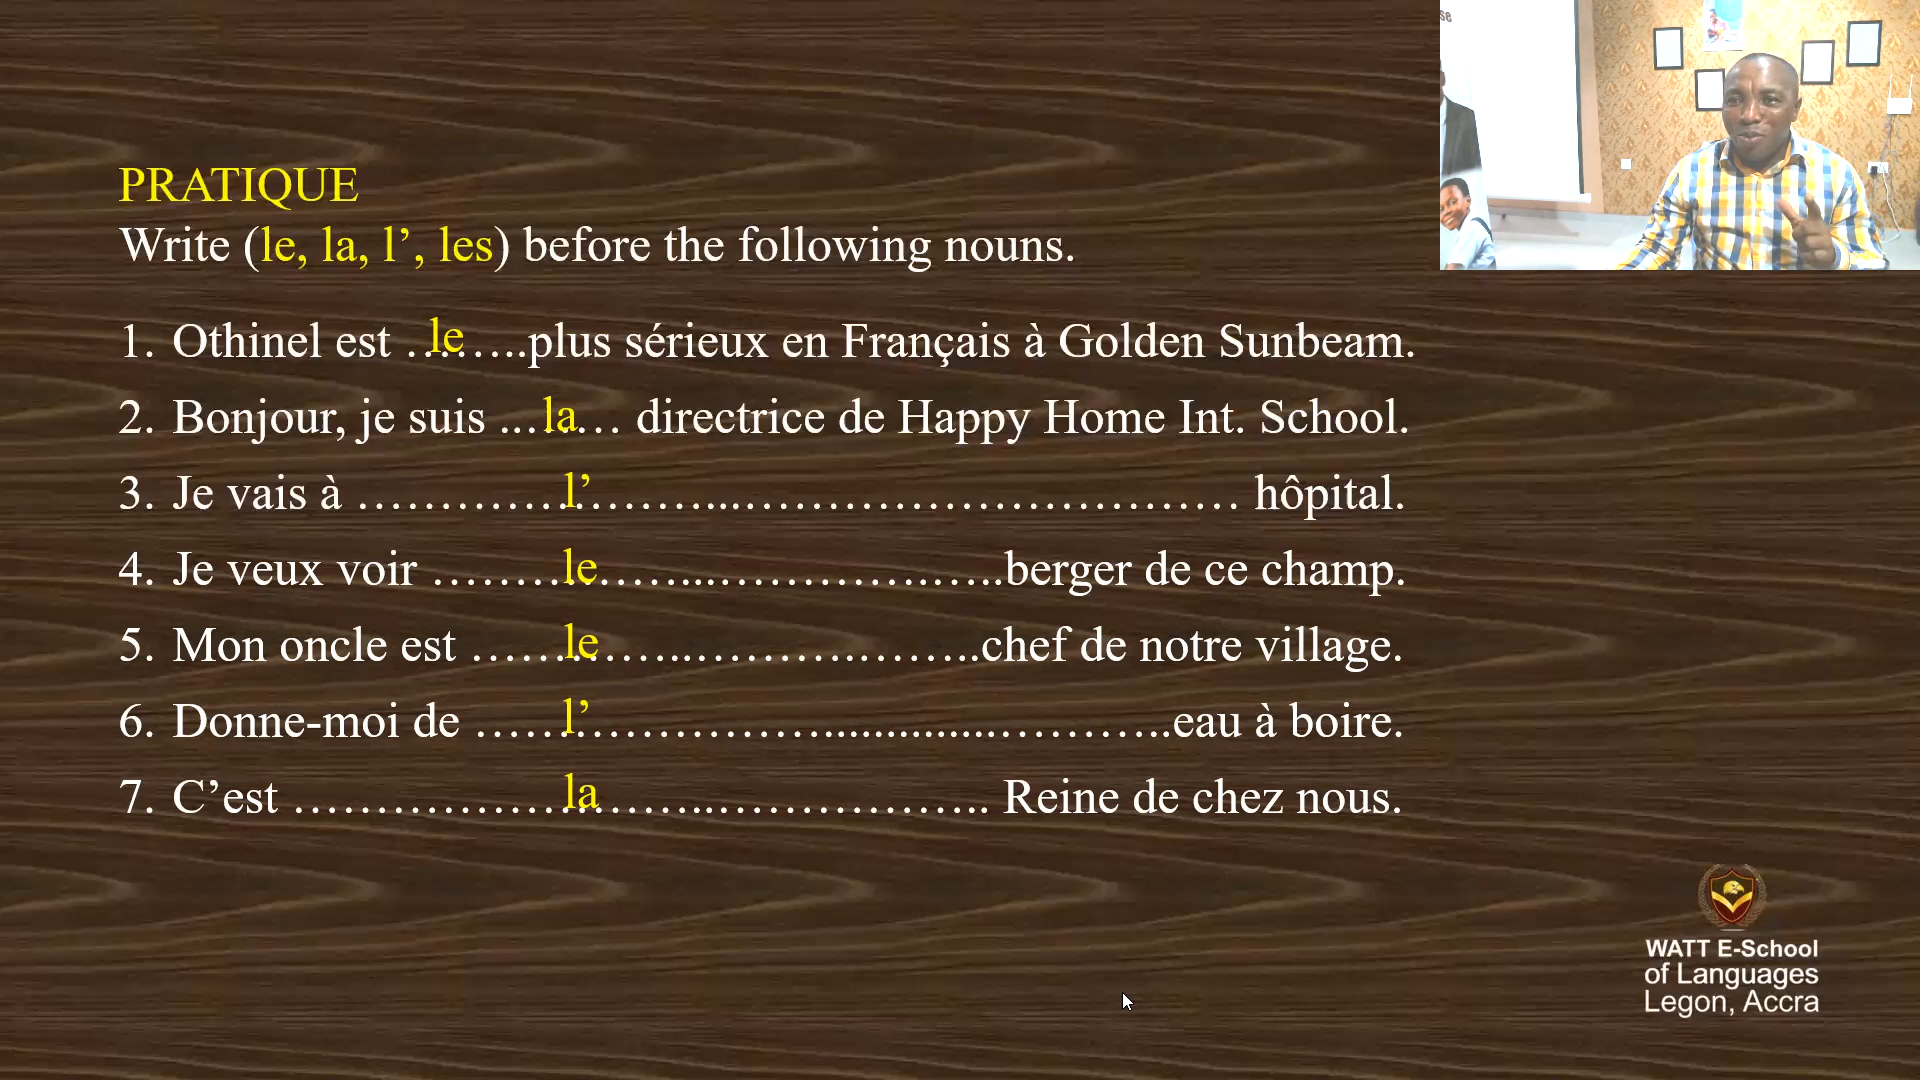 se
PRATIQUE
Write (le, la, l’, les) before the following nouns.
1. Othinel est ...le.....plus sérieux en Français à Golden Sunbeam.
2. Bonjour, je suis ...la... directrice de Happy Home Int. School.
3. Je vais à ................l’.................................................... hôpital.
4. Je veux voir ..........le...................................berger de ce champ.
5. Mon oncle est .......le..............................chef de notre village.
6. Donne-moi de ......l’..........................................eau à boire.
7. C’est .................la............................ Reine de chez nous.
WATT E-School
of Languages
Legon, Accra